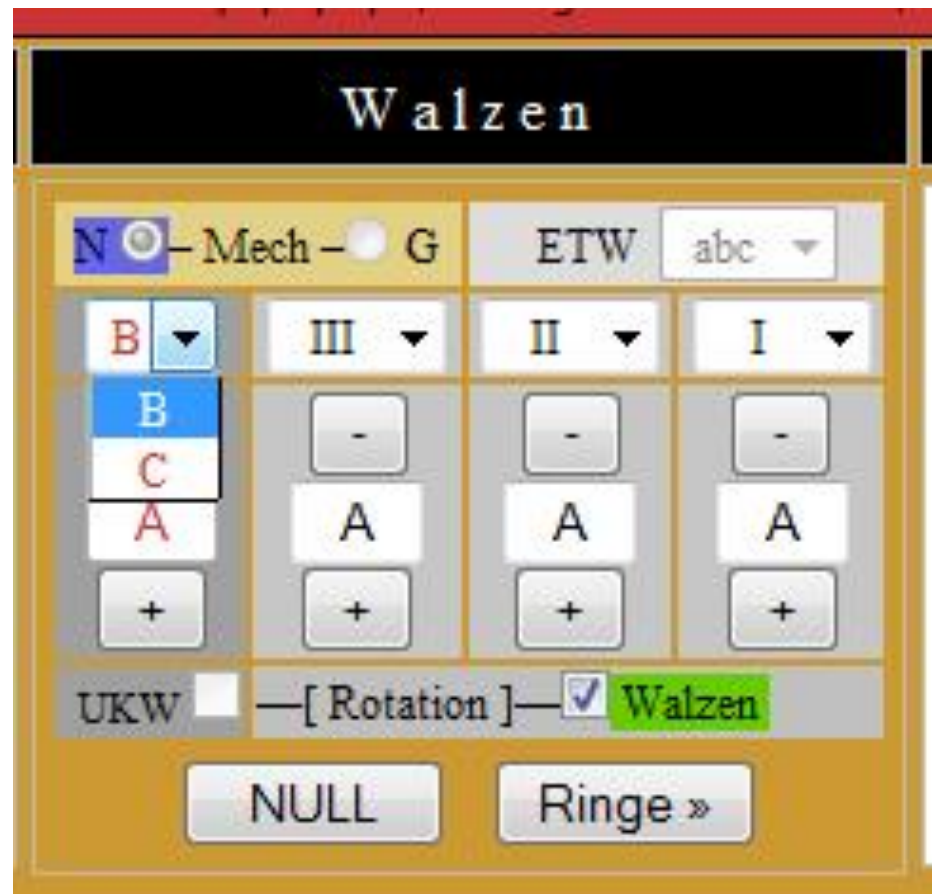 Walzen
N – Mech – G ETW abc
B III II I
B - - -
C
A A A A
+ + + +
UKW —[ Rotation ]— Walzen
NULL Ringe »